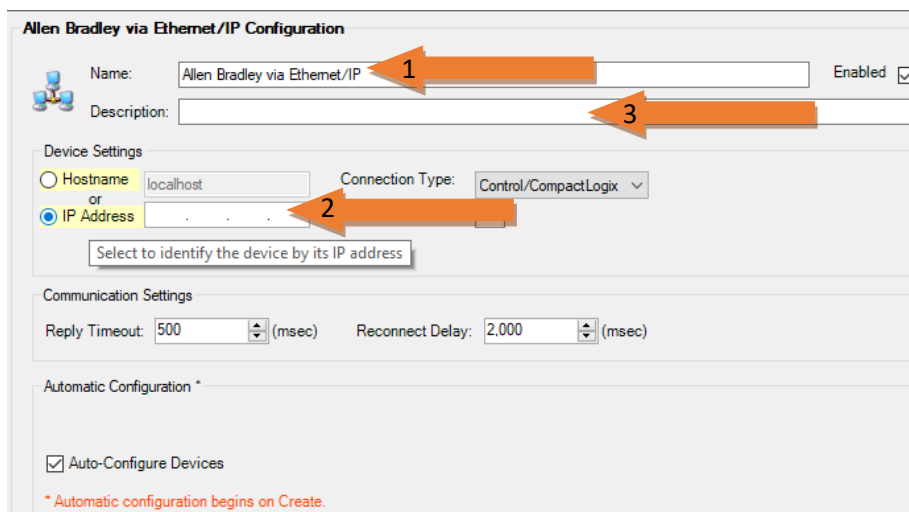 Allen Bradley via Ethernet/IP Configuration
Name: Allen Bradley via Ethernet/IP 1 Enabled
Description: 3
Device Settings
Hostname localhost Connection Type: Control/CompactLogix
or
IP Address . . . 2
Select to identify the device by its IP address
Communication Settings
Reply Timeout: 500 (msec) Reconnect Delay: 2,000 (msec)
Automatic Configuration *
Auto-Configure Devices
* Automatic configuration begins on Create.